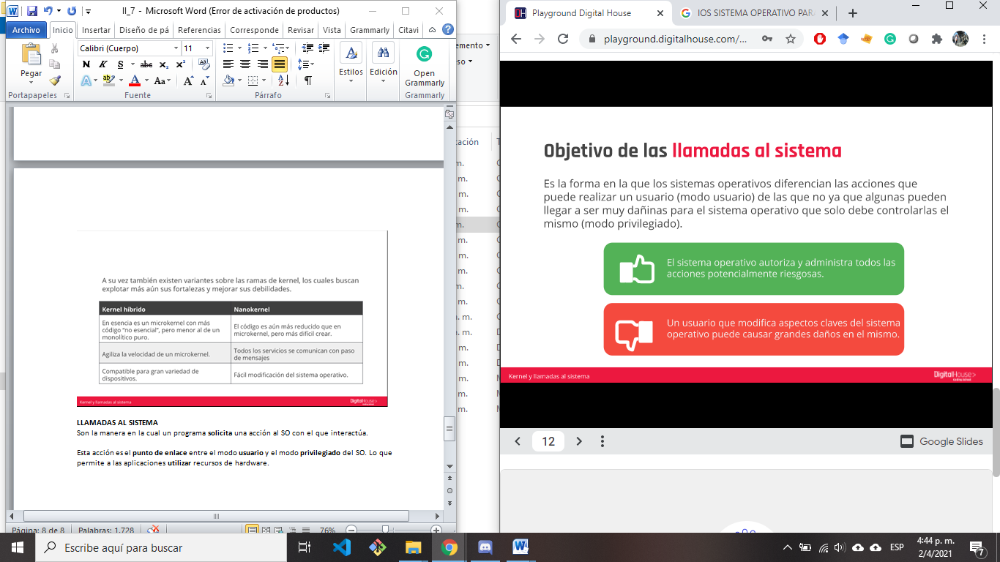 II_7 - Microsoft Word (Error de activación de productos)
Archivo
Inicio
Insertar
Diseño de pá
Referencias
Corresponde
Revisar
Vista
Grammarly
Citavi
Calibri (Cuerpo)
11
Pegar
Estilos
Edición
Open
Grammarly
Portapapeles
Fuente
Párrafo
Grammarly
A su vez también existen variantes sobre las ramas de kernel, los cuales buscan
explotar más aún sus fortalezas y mejorar sus debilidades.
Kernel híbrido
Nanokernel
En esencia es un microkernel con más
código “no esencial”, pero menor al de un
monolítico puro.
El código es aún más reducido que en
microkernel, pero más difícil crear.
Agiliza la velocidad de un microkernel.
Todos los servicios se comunican con paso
de mensajes
Compatible para gran variedad de
dispositivos.
Fácil modificación del sistema operativo.
Kernel y llamadas al sistema
DigitalHouse>
LLAMADAS AL SISTEMA
Son la manera en la cual un programa solicita una acción al SO con el que interactúa.
Esta acción es el punto de enlace entre el modo usuario y el modo privilegiado del SO. Lo que
permite a las aplicaciones utilizar recursos de hardware.
Página: 8 de 8
Palabras: 1.728
76%
Playground Digital House
IOS SISTEMA OPERATIVO PARA
playground.digitalhouse.com/...
Objetivo de las llamadas al sistema
Es la forma en la que los sistemas operativos diferencian las acciones que
puede realizar un usuario (modo usuario) de las que no ya que algunas pueden
llegar a ser muy dañinas para el sistema operativo que solo debe controlarlas el
mismo (modo privilegiado).
El sistema operativo autoriza y administra todos las
acciones potencialmente riesgosas.
Un usuario que modifica aspectos claves del sistema
operativo puede causar grandes daños en el mismo.
Kernel y llamadas al sistema
DigitalHouse>
12
Google Slides
Escribe aquí para buscar
ESP
4:44 p. m.
2/4/2021
7